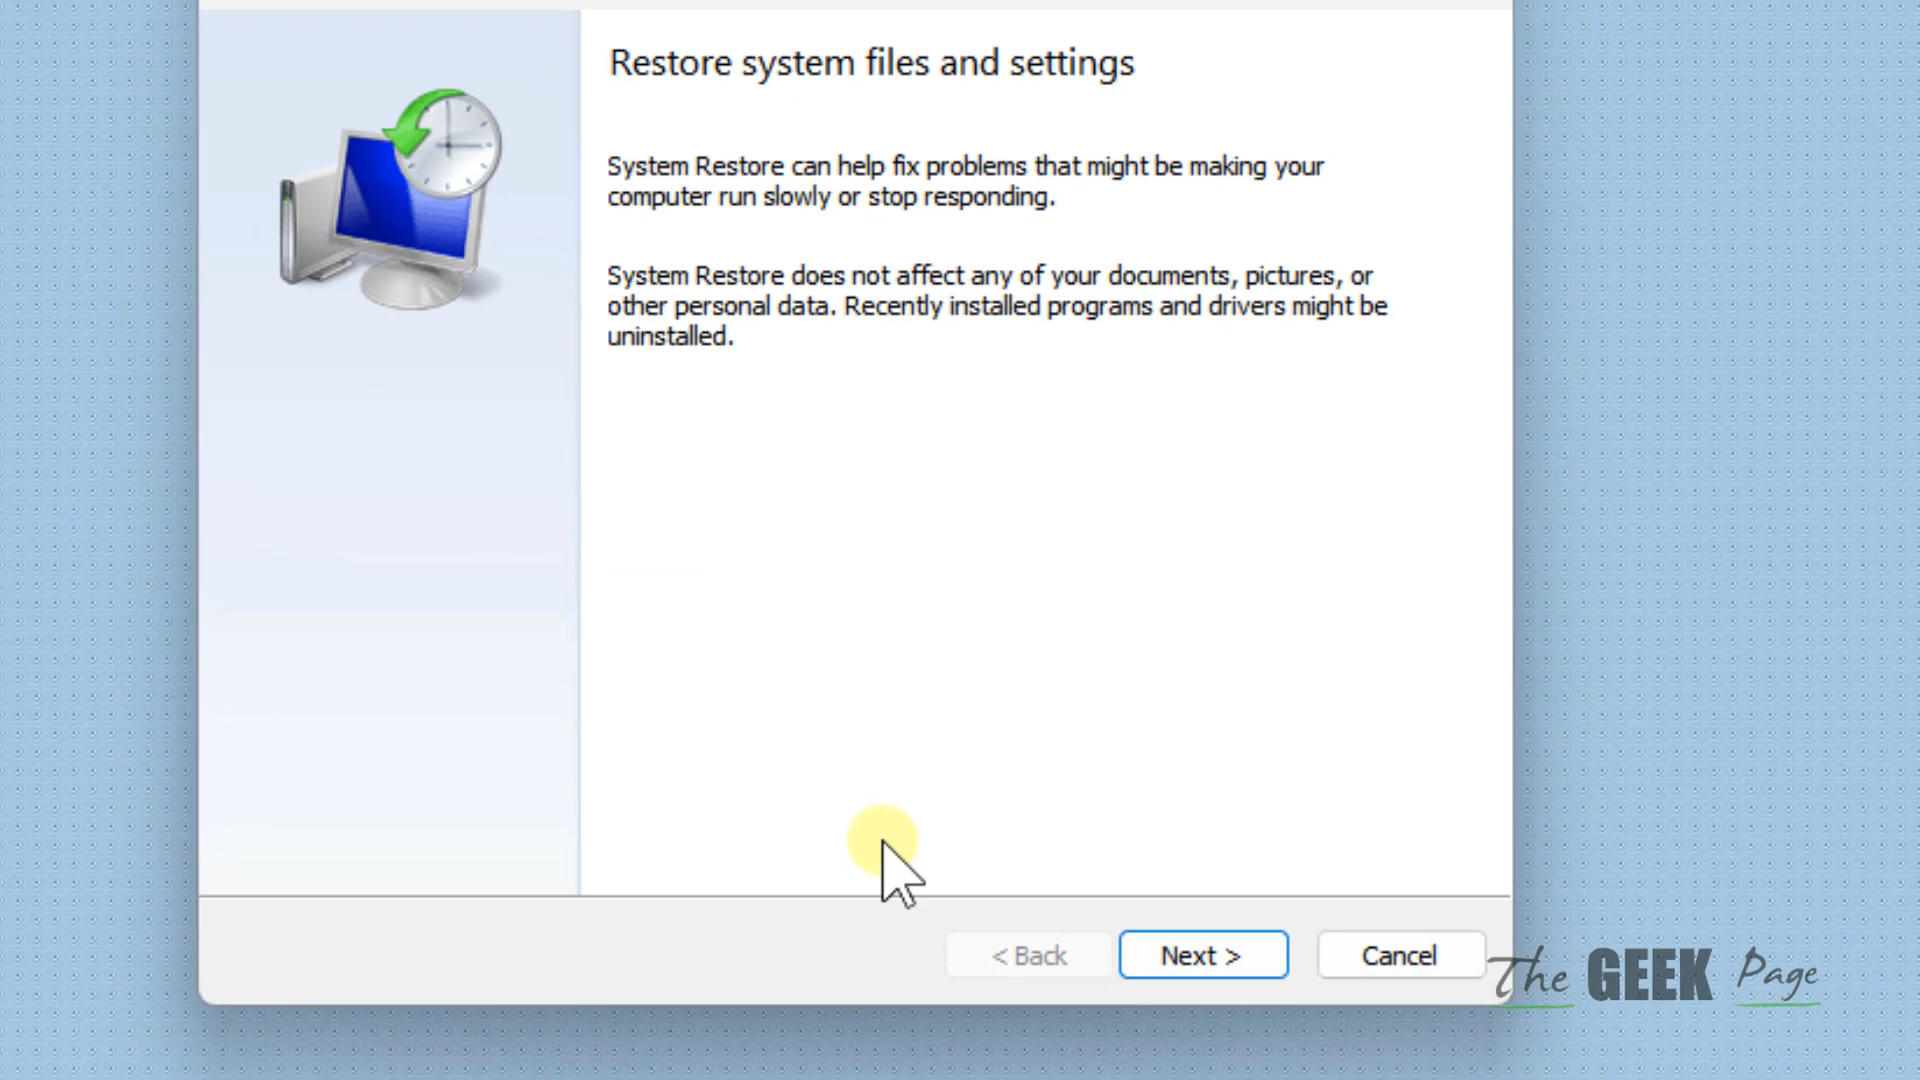 Restore system files and settings
System Restore can help fix problems that might be making your
computer run slowly or stop responding.
System Restore does not affect any of your documents, pictures, or
other personal data. Recently installed programs and drivers might be
uninstalled.
< Back
Next >
Cancel
The GEEK Page